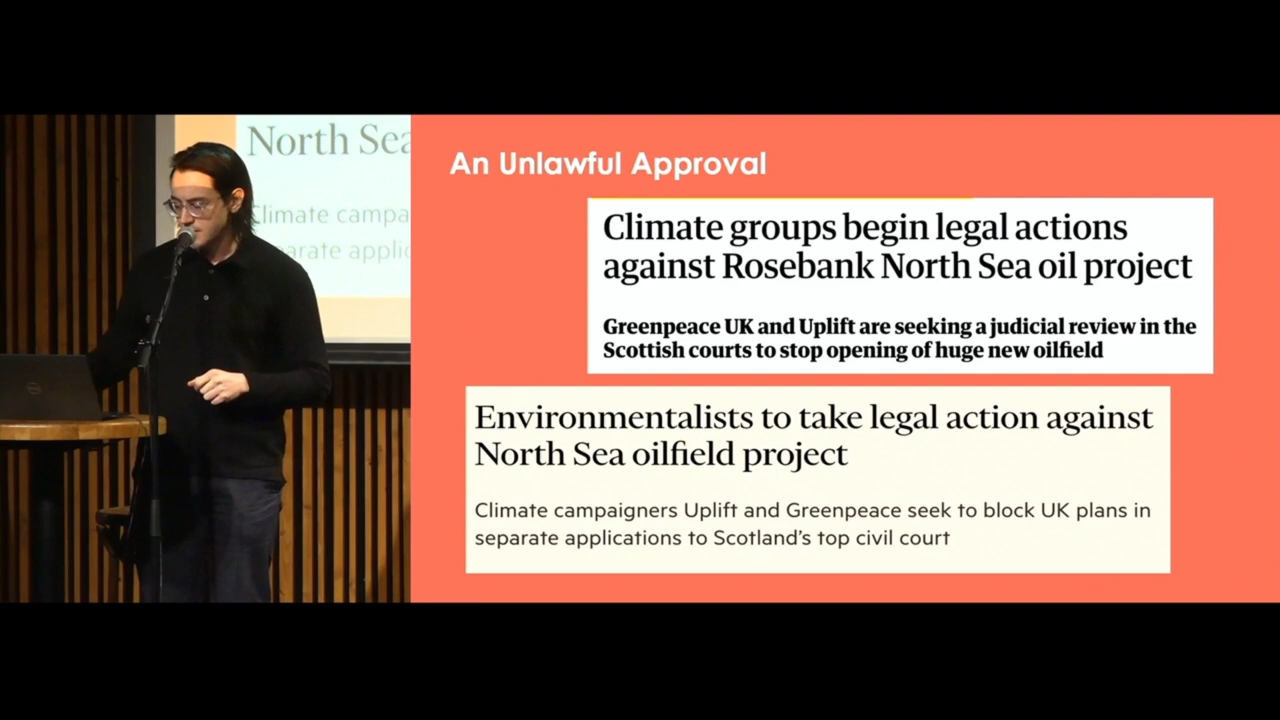 North Sea
Climate campa
parate applic
An Unlawful Approval
Climate groups begin legal actions
against Rosebank North Sea oil project
Greenpeace UK and Uplift are seeking a judicial review in the
Scottish courts to stop opening of huge new oilfield
Environmentalists to take legal action against
North Sea oilfield project
Climate campaigners Uplift and Greenpeace seek to block UK plans in
separate applications to Scotland's top civil court